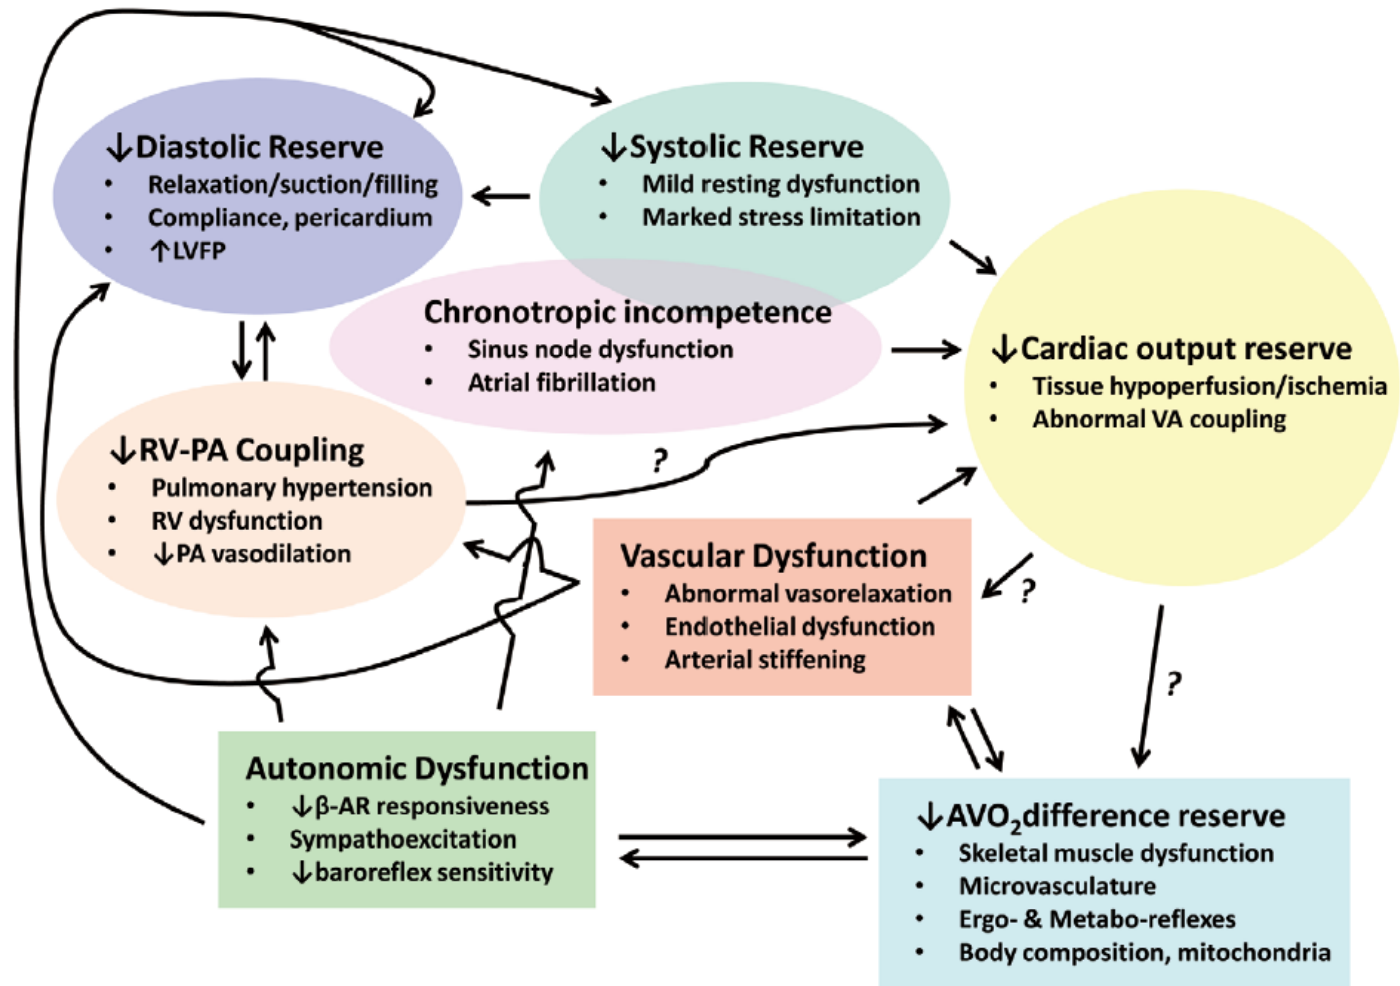 ↓Diastolic Reserve
• Relaxation/suction/filling
• Compliance, pericardium
• ↑LVFP
↓Systolic Reserve
• Mild resting dysfunction
• Marked stress limitation
Chronotropic incompetence
• Sinus node dysfunction
• Atrial fibrillation
↓Cardiac output reserve
• Tissue hypoperfusion/ischemia
• Abnormal VA coupling
↓RV-PA Coupling
• Pulmonary hypertension
• RV dysfunction
• ↓PA vasodilation
?
Vascular Dysfunction
• Abnormal vasorelaxation
• Endothelial dysfunction
• Arterial stiffening
?
?
Autonomic Dysfunction
• ↓β-AR responsiveness
• Sympathoexcitation
• ↓baroreflex sensitivity
↓AVO₂difference reserve
• Skeletal muscle dysfunction
• Microvasculature
• Ergo- & Metabo-reflexes
• Body composition, mitochondria